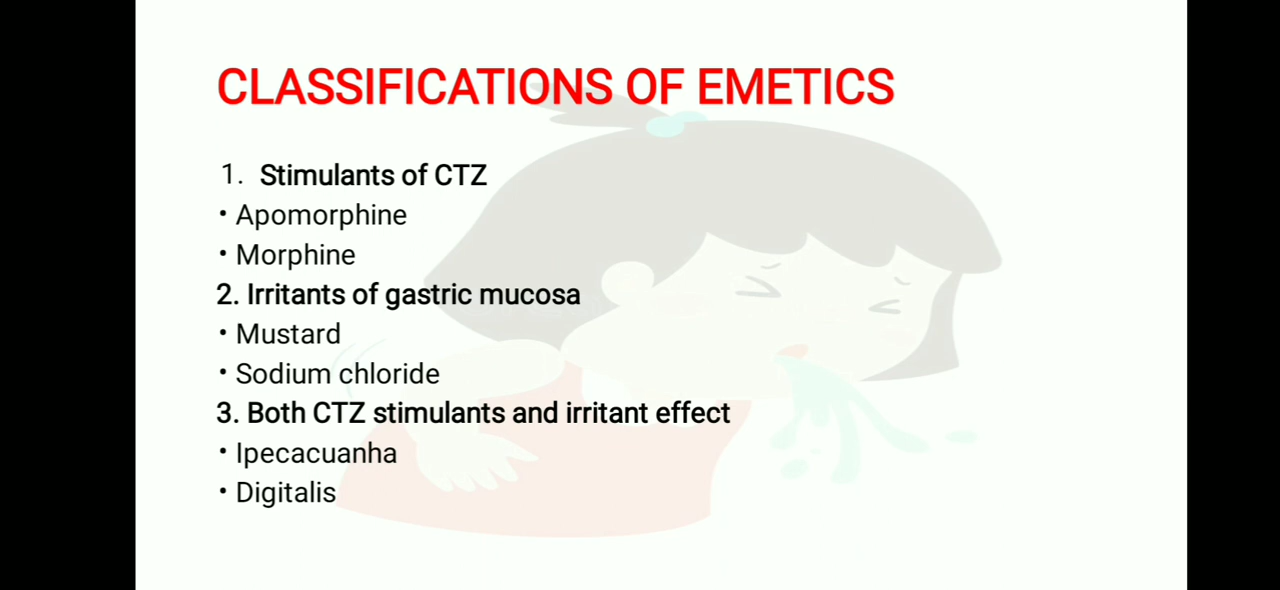 CLASSIFICATIONS OF EMETICS
1. Stimulants of CTZ
• Apomorphine
• Morphine
2. Irritants of gastric mucosa
• Mustard
• Sodium chloride
3. Both CTZ stimulants and irritant effect
• Ipecacuanha
• Digitalis